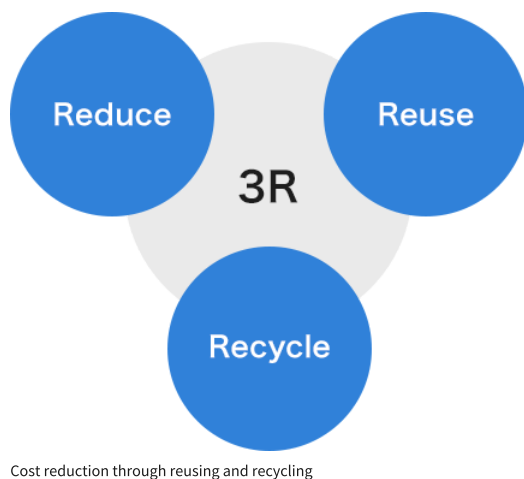 Reduce
Reuse
3R
Recycle
Cost reduction through reusing and recycling